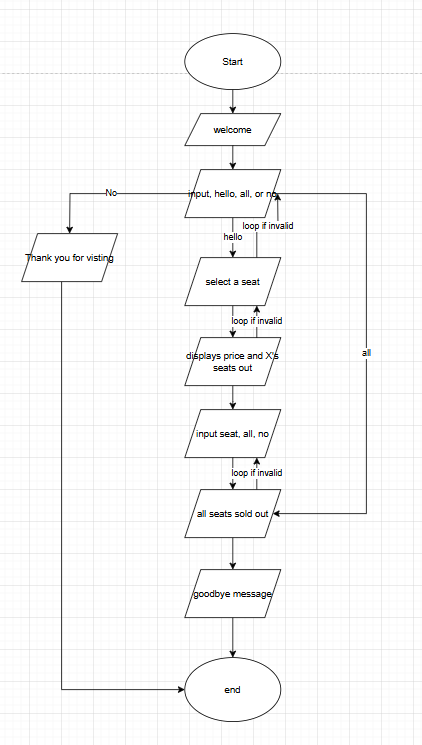 Start
welcome
input, hello, all, or no
No
loop if invalid
hello
Thank you for visting
select a seat
loop if invalid
displays price and X's
seats out
all
input seat, all, no
loop if invalid
all seats sold out
goodbye message
end